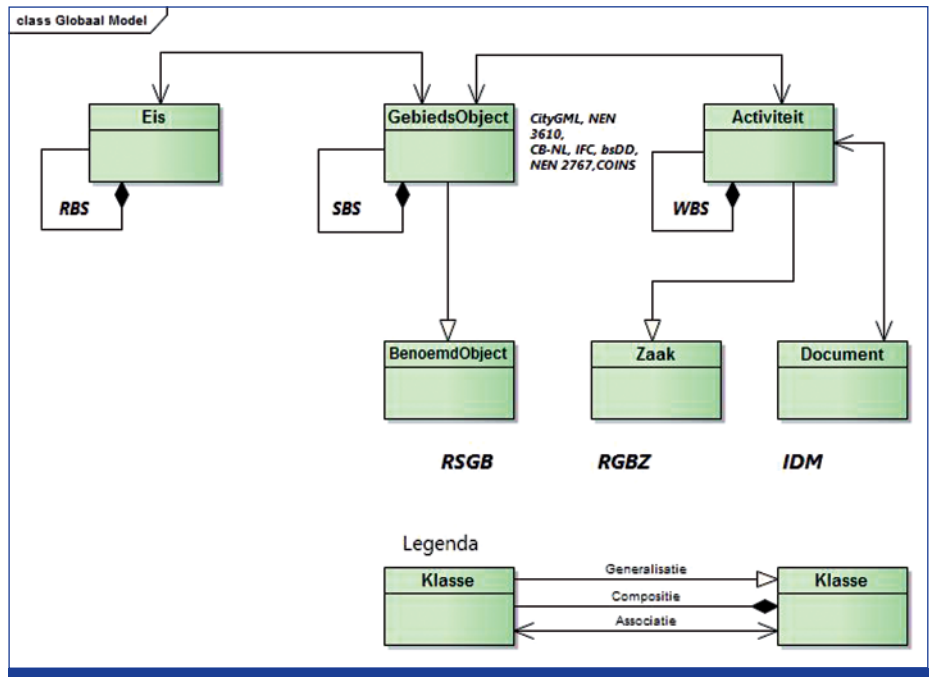 class Globaal Model
Eis
GebiedsObject
CityGML, NEN
3610,
CB-NL, IFC, bsDD,
NEN 2767,COINS
Activiteit
RBS
SBS
WBS
BenoemdObject
Zaak
Document
RSGB
RGBZ
IDM
Legenda
Klasse
Generalisatie
Compositie
Associatie
Klasse